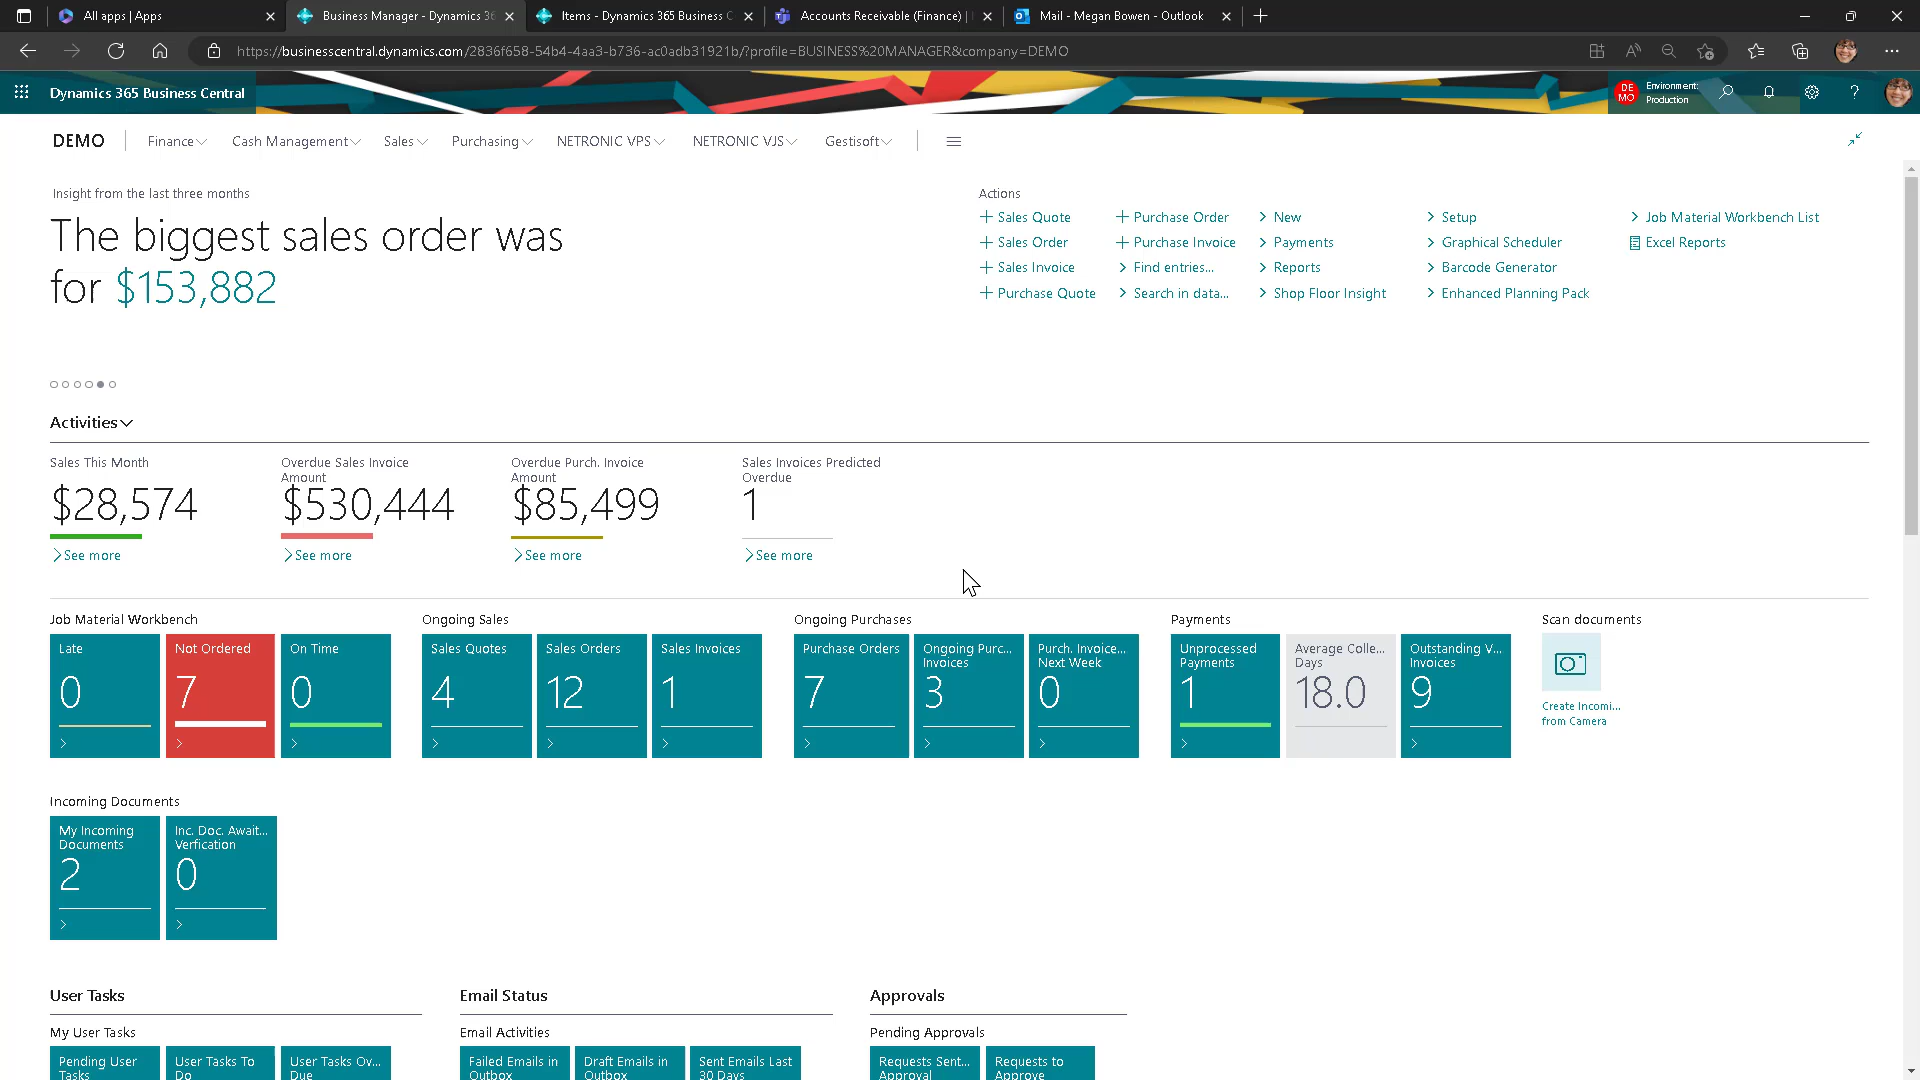 All apps | Apps
Business Manager - Dynamics 36
Items - Dynamics 365 Business C
Accounts Receivable (Finance) |
Mail - Megan Bowen - Outlook
https://businesscentral.dynamics.com/2836f658-54b4-4aa3-b736-ac0adb31921b/?profile=BUSINESS%20MANAGER&company=DEMO
Dynamics 365 Business Central
DE
MO
Environment:
Production
DEMO
Finance
Cash Management
Sales
Purchasing
NETRONIC VPS
NETRONIC VJS
Gestisoft
Insight from the last three months
The biggest sales order was
for $153,882
Actions
Sales Quote
Sales Order
Sales Invoice
Purchase Quote
Purchase Order
Purchase Invoice
Find entries...
Search in data...
New
Payments
Reports
Shop Floor Insight
Setup
Graphical Scheduler
Barcode Generator
Enhanced Planning Pack
Job Material Workbench List
Excel Reports
Activities
Sales This Month
$28,574
See more
Overdue Sales Invoice
Amount
$530,444
See more
Overdue Purch. Invoice
Amount
$85,499
See more
Sales Invoices Predicted
Overdue
1
See more
Job Material Workbench
Late
0
Not Ordered
7
On Time
0
Ongoing Sales
Sales Quotes
4
Sales Orders
12
Sales Invoices
1
Ongoing Purchases
Purchase Orders
7
Ongoing Purc...
Invoices
3
Purch. Invoice...
Next Week
0
Payments
Unprocessed
Payments
1
Average Colle...
Days
18.0
Outstanding V...
Invoices
9
Scan documents
Create Incomi...
from Camera
Incoming Documents
My Incoming
Documents
2
Inc. Doc. Await...
Verfication
0
User Tasks
My User Tasks
Pending User
Tasks
User Tasks To
Do
User Tasks Ov...
Due
Email Status
Email Activities
Failed Emails in
Outbox
Draft Emails in
Outbox
Sent Emails Last
30 Days
Approvals
Pending Approvals
Requests Sent...
Approval
Requests to
Approve